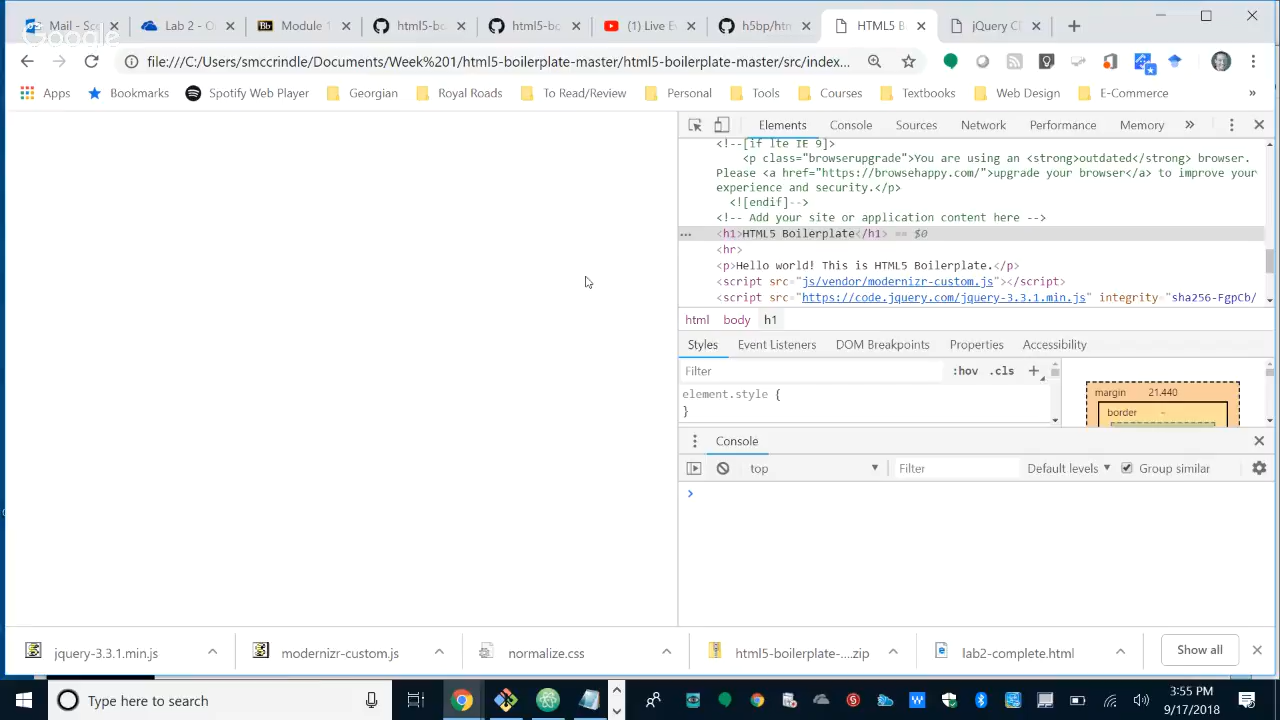 Mail - Sco
Lab 2 - O
Module 1
html5-bo
html5-bo
(1) Live E
h5bp/htm
HTML5 B
jQuery C
Google
file:///C:/Users/smccrindle/Documents/Week%01/html5-boilerplate-master/html5-boilerplate-master/src/index...
Apps
Bookmarks
Spotify Web Player
Georgian
Royal Roads
To Read/Review
Personal
Tools
Courses
Textbooks
Web Design
E-Commerce
»
Elements Console Sources Network Performance Memory »
<!--[if lte IE 9]>
<p class="browserupgrade">You are using an <strong>outdated</strong> browser.
Please <a href="https://browsehappy.com/">upgrade your browser</a> to improve your
experience and security.</p>
<![endif]-->
<!-- Add your site or application content here -->
... <h1>HTML5 Boilerplate</h1> == $0
<hr>
<p>Hello world! This is HTML5 Boilerplate.</p>
<script src="js/vendor/modernizr-custom.js"></script>
<script src="https://code.jquery.com/jquery-3.3.1.min.js" integrity="sha256-FgpCb/
html body h1
Styles Event Listeners DOM Breakpoints Properties Accessibility
Filter :hov .cls +
element.style {
}
margin 21.440
border -
Console
top Filter Default levels Group similar
>
jquery-3.3.1.min.js
modernizr-custom.js
normalize.css
html5-boilerplate-....zip
lab2-complete.html
Show all
Type here to search
3:55 PM
9/17/2018